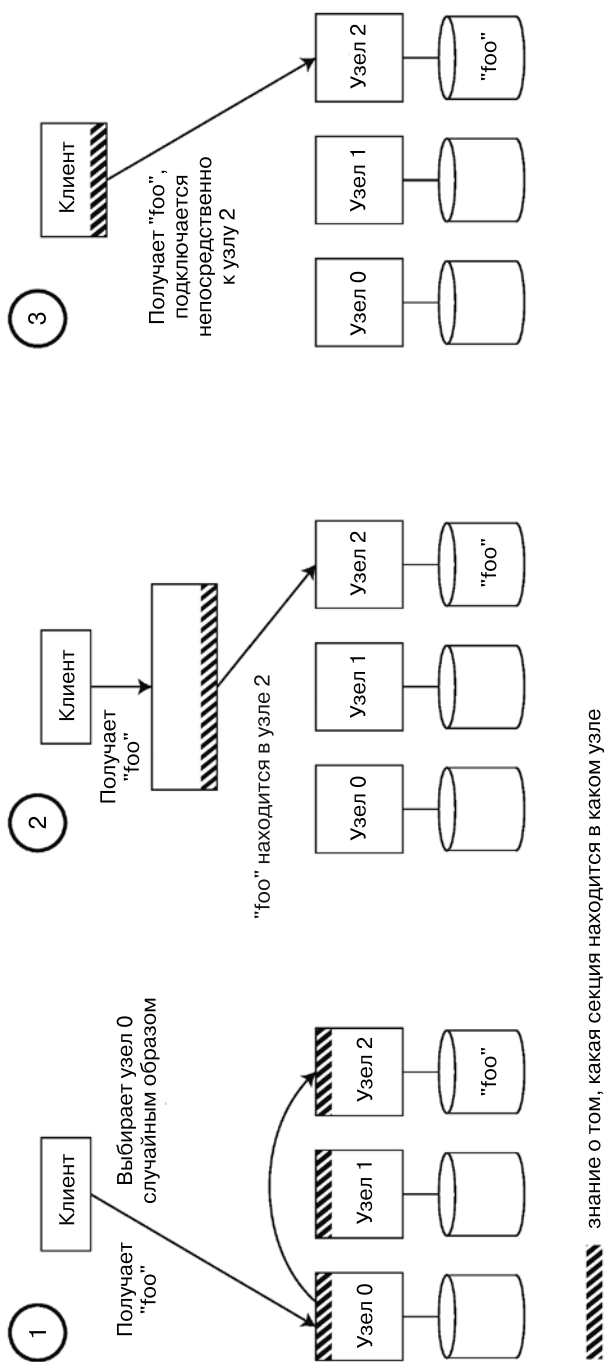 1
Клиент
Получает
"foo"
Выбирает узел 0
случайным образом
Узел 0
Узел 1
Узел 2
"foo"
2
Клиент
Получает
"foo"
"foo" находится в узле 2
Узел 0
Узел 1
Узел 2
"foo"
3
Клиент
Получает "foo",
подключается
непосредственно
к узлу 2
Узел 0
Узел 1
Узел 2
"foo"
знание о том, какая секция находится в каком узле